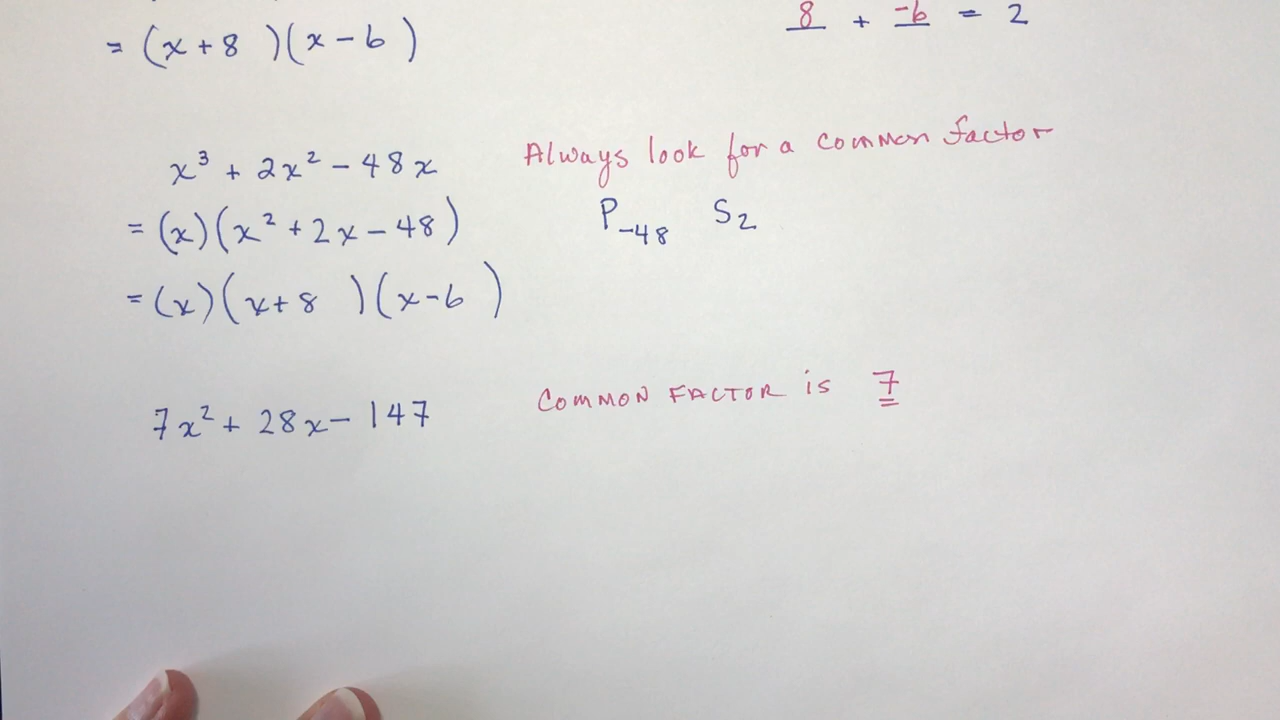 = (x + 8 )(x - 6 )
8 + -6 = 2
x³ + 2x² - 48x
Always look for a common factor
= (x)(x² + 2x - 48)
P₋₄₈ S₂
= (x)(x+8 )(x-6 )
7x² + 28x - 147
COMMON FACTOR is 7